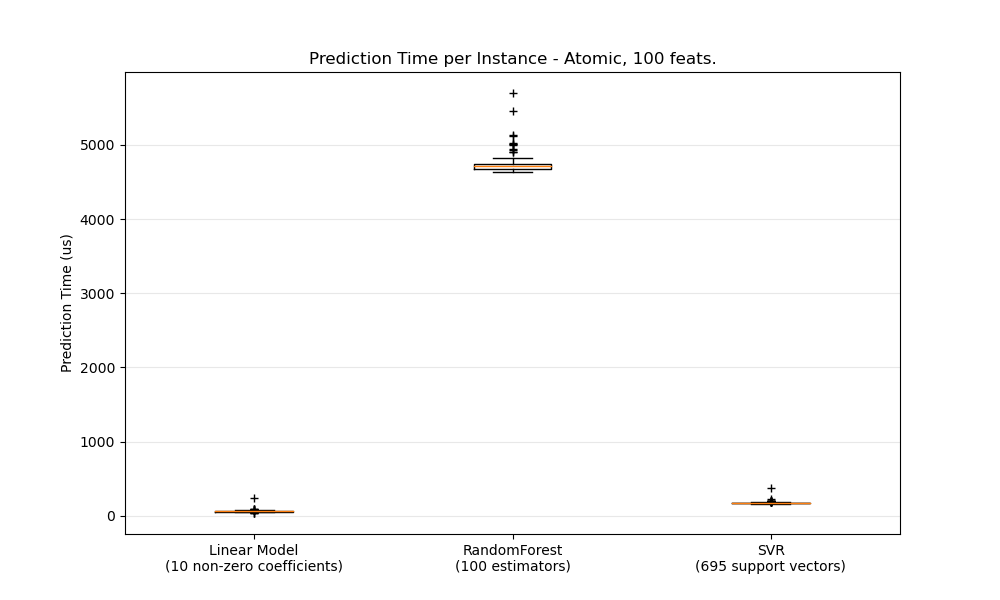 Prediction Time per Instance - Atomic, 100 feats.
Prediction Time (us)
5000
4000
3000
2000
1000
0
Linear Model
(10 non-zero coefficients)
RandomForest
(100 estimators)
SVR
(695 support vectors)